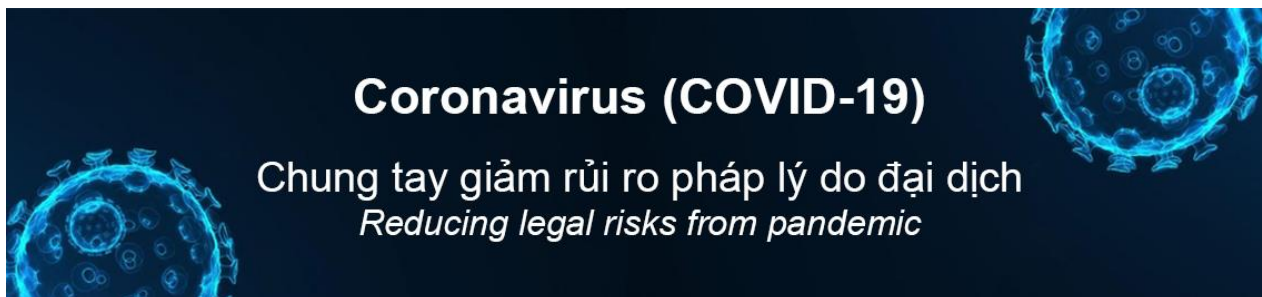 Coronavirus (COVID-19)
Chung tay giảm rủi ro pháp lý do đại dịch
Reducing legal risks from pandemic